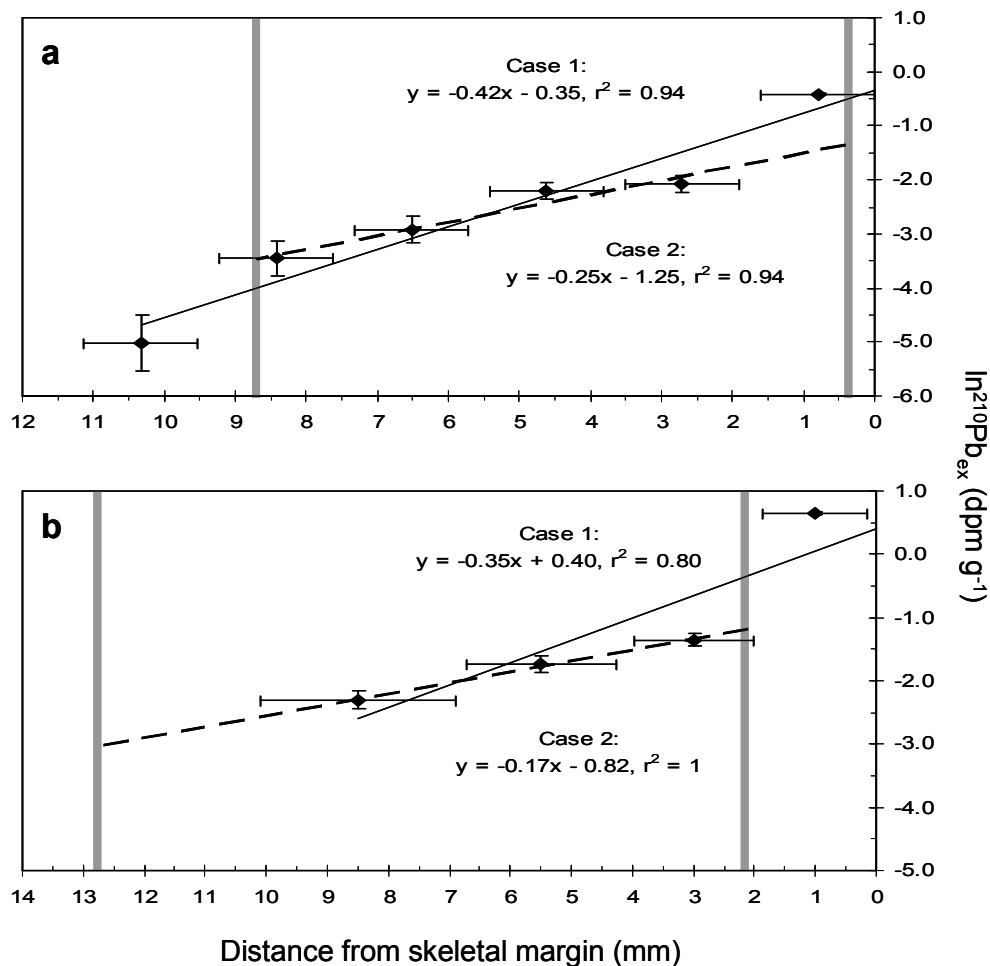 a
Case 1:
y = -0.42x - 0.35, r² = 0.94
Case 2:
y = -0.25x - 1.25, r² = 0.94
1.0
0.0
-1.0
-2.0
-3.0
-4.0
-5.0
-6.0
12 11 10 9 8 7 6 5 4 3 2 1 0
b
Case 1:
y = -0.35x + 0.40, r² = 0.80
Case 2:
y = -0.17x - 0.82, r² = 1
1.0
0.0
-1.0
-2.0
-3.0
-4.0
-5.0
14 13 12 11 10 9 8 7 6 5 4 3 2 1 0
ln²¹⁰Pbₑₓ (dpm g⁻¹)
Distance from skeletal margin (mm)